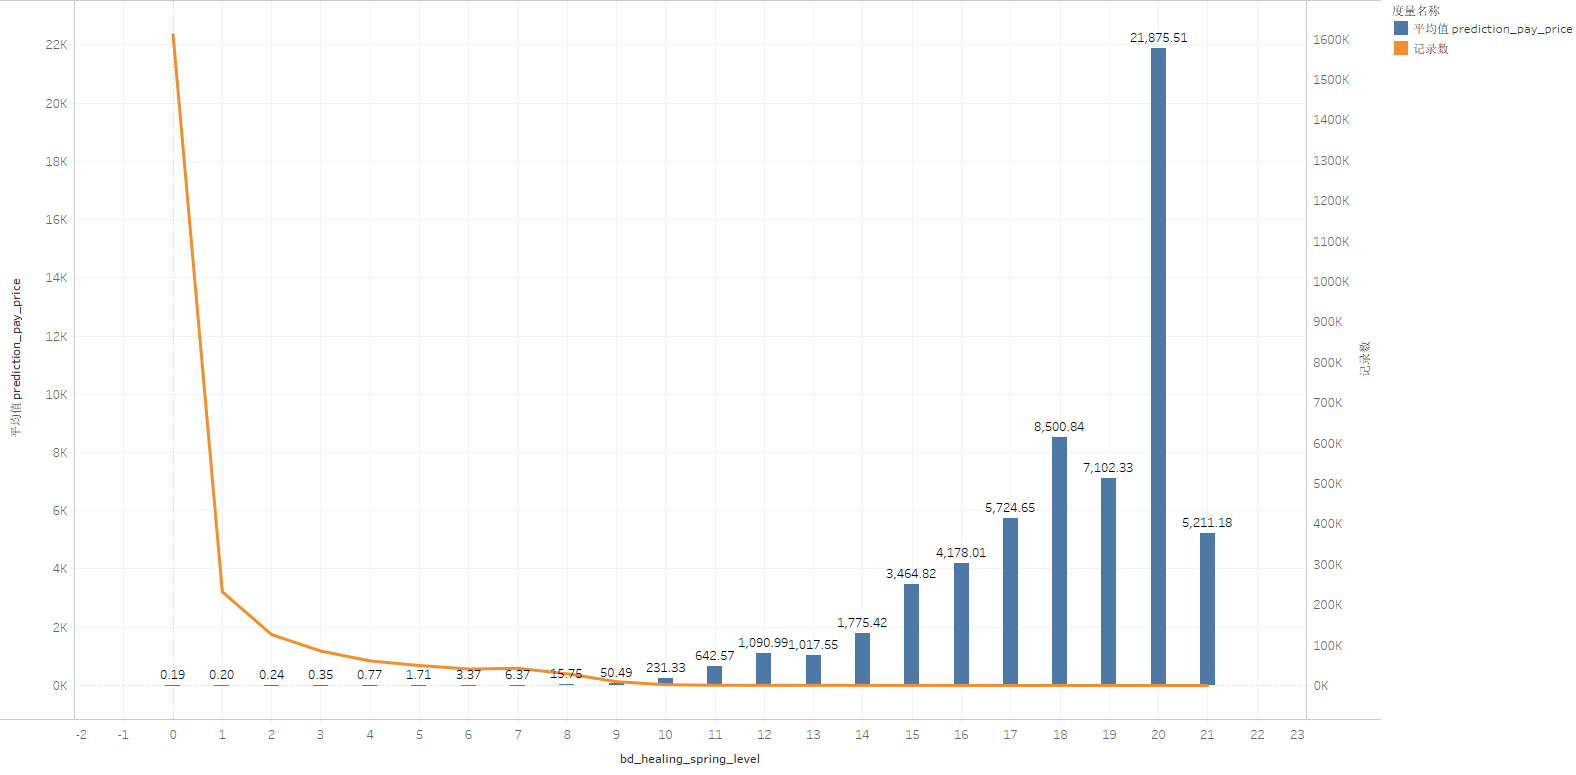 度量名称
平均值 prediction_pay_price
记录数
22K
20K
18K
16K
14K
12K
10K
8K
6K
4K
2K
0K
平均值 prediction_pay_price
0.19
0.20
0.24
0.35
0.77
1.71
3.37
6.37
15.75
50.49
231.33
642.57
1,090.99
1,017.55
1,775.42
3,464.82
4,178.01
5,724.65
8,500.84
7,102.33
21,875.51
5,211.18
1600K
1500K
1400K
1300K
1200K
1100K
1000K
900K
800K
700K
600K
500K
400K
300K
200K
100K
0K
记录数
-2 -1 0 1 2 3 4 5 6 7 8 9 10 11 12 13 14 15 16 17 18 19 20 21 22 23
bd_healing_spring_level